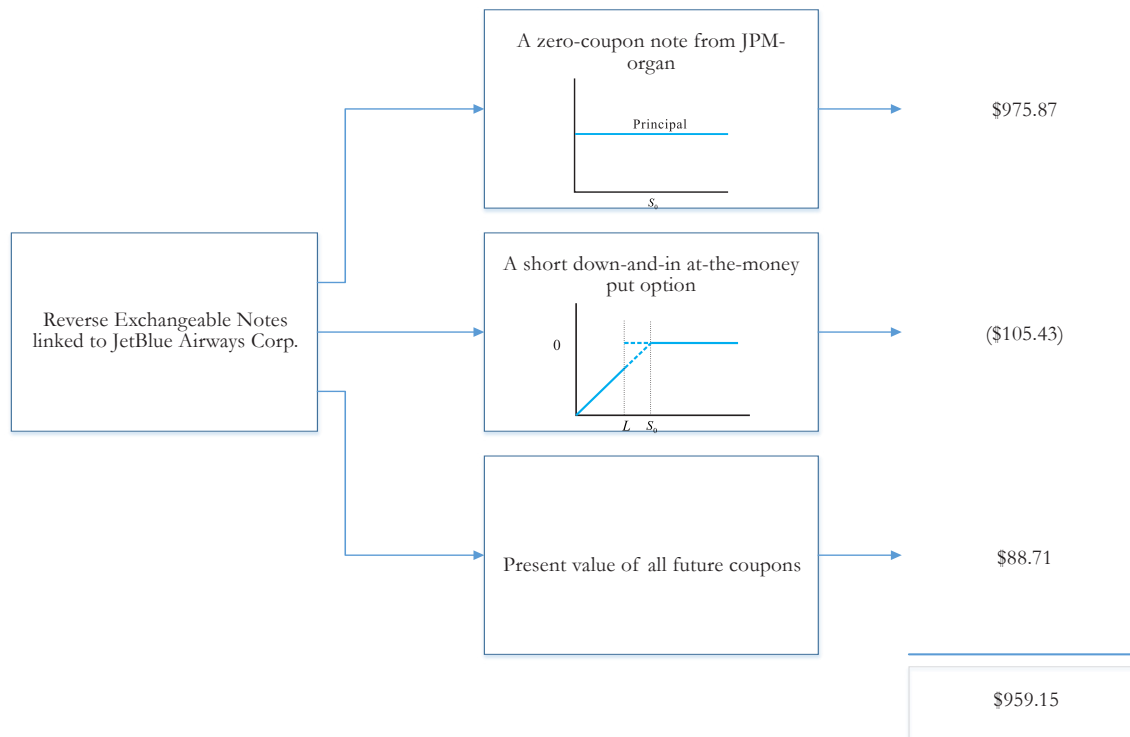 A zero-coupon note from JPM-
organ
Principal
S₀
$975.87
Reverse Exchangeable Notes
linked to JetBlue Airways Corp.
A short down-and-in at-the-money
put option
0
L S₀
($105.43)
Present value of all future coupons
$88.71
$959.15